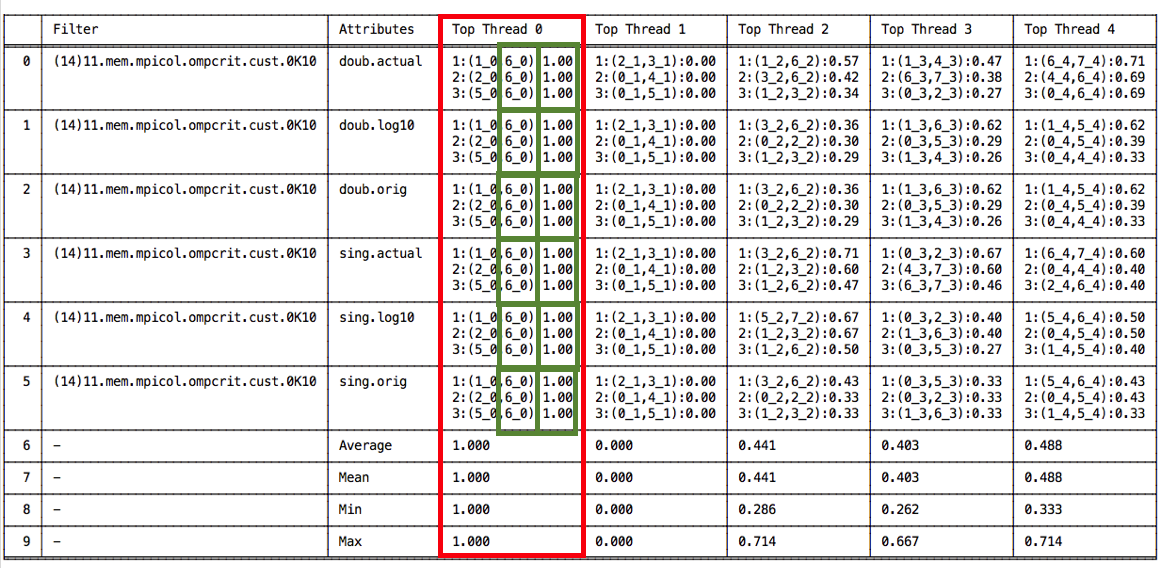 Filter Attributes Top Thread 0 Top Thread 1 Top Thread 2 Top Thread 3 Top Thread 4
0 (14)11.mem.mpicol.ompcrit.cust.0K10 doub.actual 1:(1_0,6_0) 1.00 1:(2_1,3_1):0.00 1:(1_2,6_2):0.57 1:(1_3,4_3):0.47 1:(6_4,7_4):0.71
2:(2_0,6_0) 1.00 2:(0_1,4_1):0.00 2:(3_2,6_2):0.42 2:(6_3,7_3):0.38 2:(4_4,6_4):0.69
3:(5_0,6_0) 1.00 3:(0_1,5_1):0.00 3:(1_2,3_2):0.34 3:(0_3,2_3):0.27 3:(0_4,6_4):0.69
1 (14)11.mem.mpicol.ompcrit.cust.0K10 doub.log10 1:(1_0,6_0) 1.00 1:(2_1,3_1):0.00 1:(3_2,6_2):0.36 1:(1_3,6_3):0.62 1:(1_4,5_4):0.62
2:(2_0,6_0) 1.00 2:(0_1,4_1):0.00 2:(0_2,2_2):0.30 2:(0_3,5_3):0.29 2:(0_4,5_4):0.39
3:(5_0,6_0) 1.00 3:(0_1,5_1):0.00 3:(1_2,3_2):0.29 3:(1_3,4_3):0.26 3:(0_4,4_4):0.33
2 (14)11.mem.mpicol.ompcrit.cust.0K10 doub.orig 1:(1_0,6_0) 1.00 1:(2_1,3_1):0.00 1:(3_2,6_2):0.36 1:(1_3,6_3):0.62 1:(1_4,5_4):0.62
2:(2_0,6_0) 1.00 2:(0_1,4_1):0.00 2:(0_2,2_2):0.30 2:(0_3,5_3):0.29 2:(0_4,5_4):0.39
3:(5_0,6_0) 1.00 3:(0_1,5_1):0.00 3:(1_2,3_2):0.29 3:(1_3,4_3):0.26 3:(0_4,4_4):0.33
3 (14)11.mem.mpicol.ompcrit.cust.0K10 sing.actual 1:(1_0,6_0) 1.00 1:(2_1,3_1):0.00 1:(3_2,6_2):0.71 1:(0_3,2_3):0.67 1:(6_4,7_4):0.60
2:(2_0,6_0) 1.00 2:(0_1,4_1):0.00 2:(1_2,3_2):0.60 2:(4_3,7_3):0.60 2:(0_4,4_4):0.40
3:(5_0,6_0) 1.00 3:(0_1,5_1):0.00 3:(1_2,6_2):0.47 3:(6_3,7_3):0.46 3:(2_4,6_4):0.40
4 (14)11.mem.mpicol.ompcrit.cust.0K10 sing.log10 1:(1_0,6_0) 1.00 1:(2_1,3_1):0.00 1:(5_2,7_2):0.67 1:(0_3,2_3):0.40 1:(5_4,6_4):0.50
2:(2_0,6_0) 1.00 2:(0_1,4_1):0.00 2:(1_2,3_2):0.67 2:(1_3,6_3):0.40 2:(0_4,5_4):0.50
3:(5_0,6_0) 1.00 3:(0_1,5_1):0.00 3:(1_2,6_2):0.50 3:(0_3,5_3):0.27 3:(1_4,5_4):0.40
5 (14)11.mem.mpicol.ompcrit.cust.0K10 sing.orig 1:(1_0,6_0) 1.00 1:(2_1,3_1):0.00 1:(3_2,6_2):0.43 1:(0_3,5_3):0.33 1:(5_4,6_4):0.43
2:(2_0,6_0) 1.00 2:(0_1,4_1):0.00 2:(0_2,2_2):0.33 2:(0_3,2_3):0.33 2:(0_4,5_4):0.43
3:(5_0,6_0) 1.00 3:(0_1,5_1):0.00 3:(1_2,3_2):0.33 3:(1_3,6_3):0.33 3:(1_4,5_4):0.33
6 – Average 1.000 0.000 0.441 0.403 0.488
7 – Mean 1.000 0.000 0.441 0.403 0.488
8 – Min 1.000 0.000 0.286 0.262 0.333
9 – Max 1.000 0.000 0.714 0.667 0.714